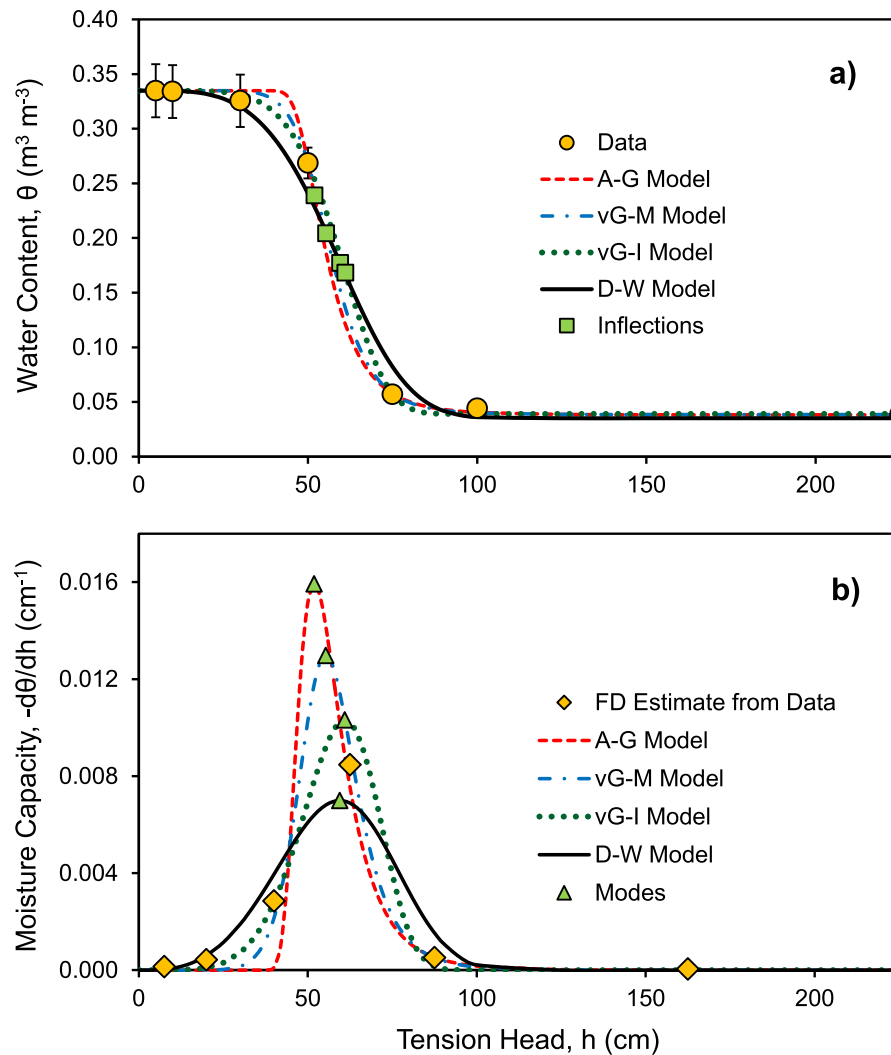 0.40
0.35
0.30
0.25
0.20
0.15
0.10
0.05
0.00
Water Content, θ (m³ m⁻³)
a)
Data
A-G Model
vG-M Model
vG-I Model
D-W Model
Inflections
0 50 100 150 200
0.016
0.012
0.008
0.004
0.000
Moisture Capacity, -dθ/dh (cm⁻¹)
b)
FD Estimate from Data
A-G Model
vG-M Model
vG-I Model
D-W Model
Modes
0 50 100 150 200
Tension Head, h (cm)